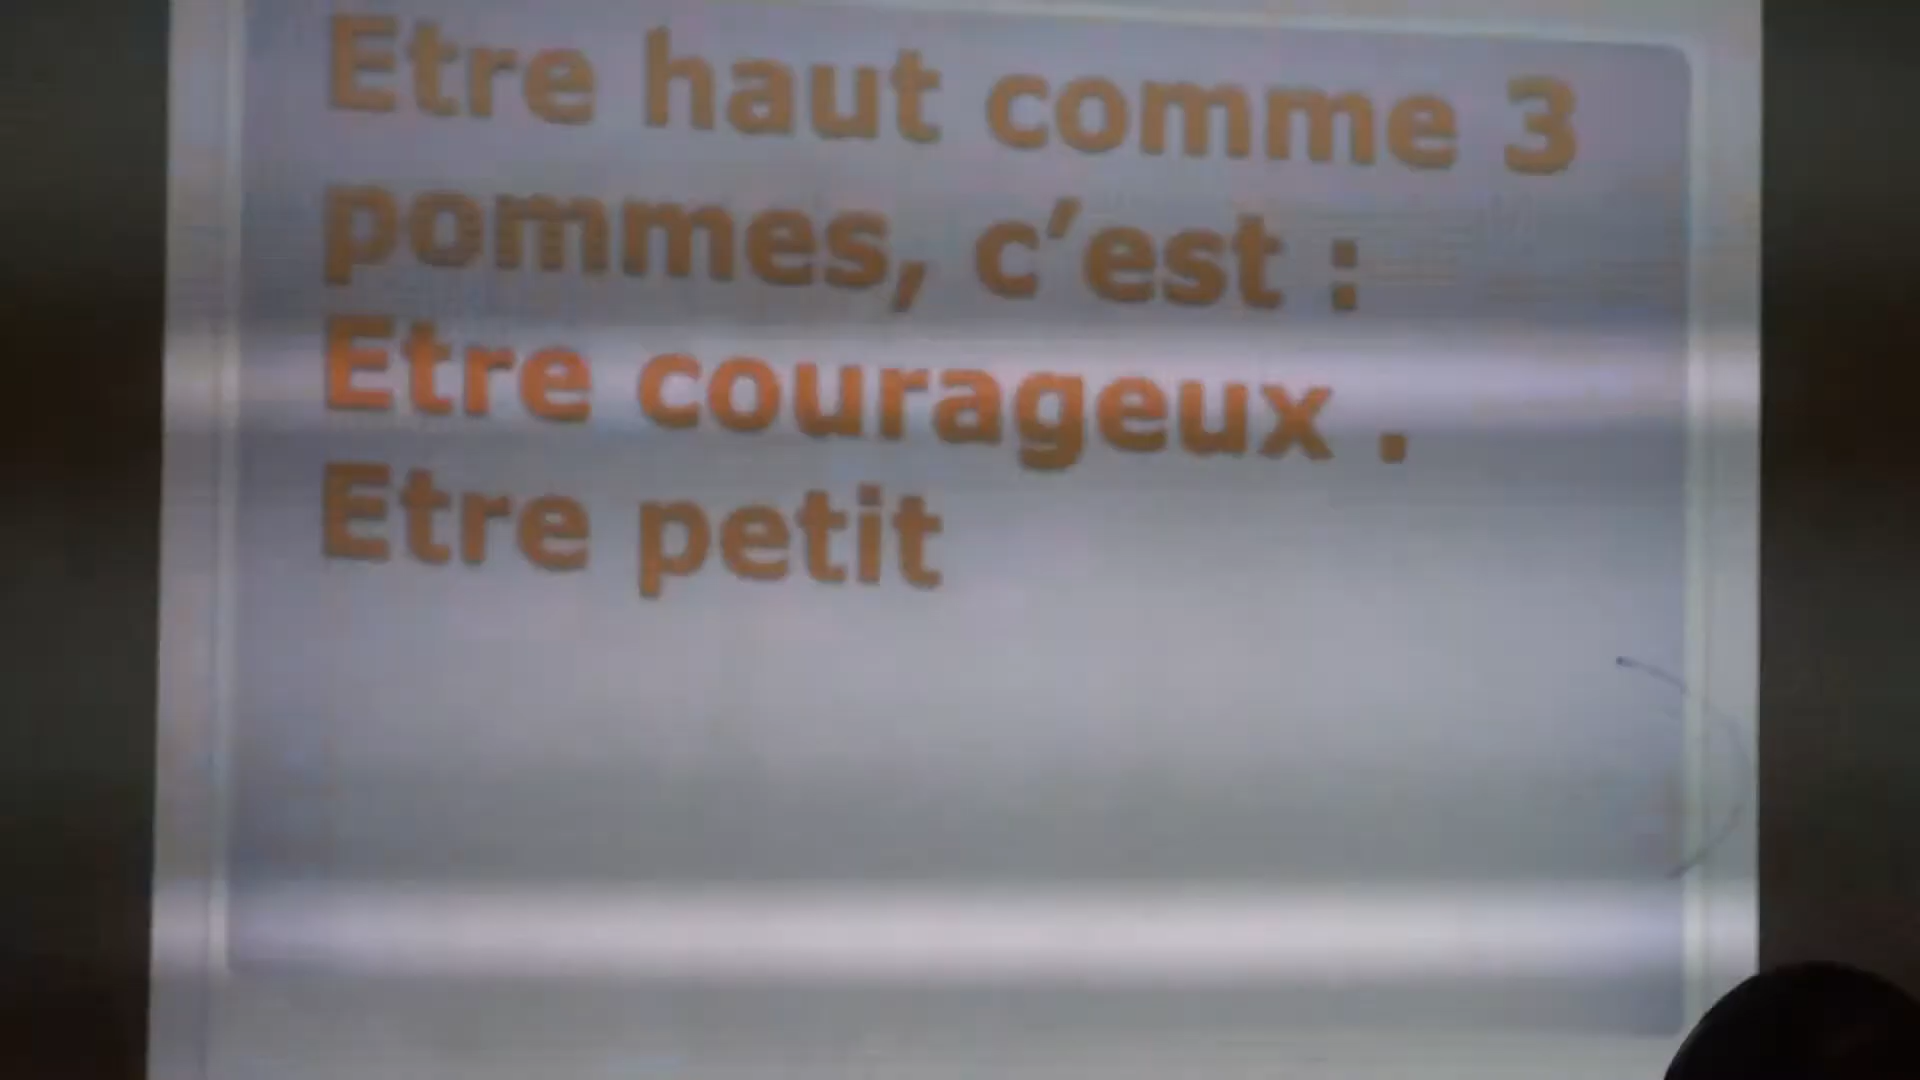 Etre haut comme 3
pommes, c’est :
Etre courageux .
Etre petit